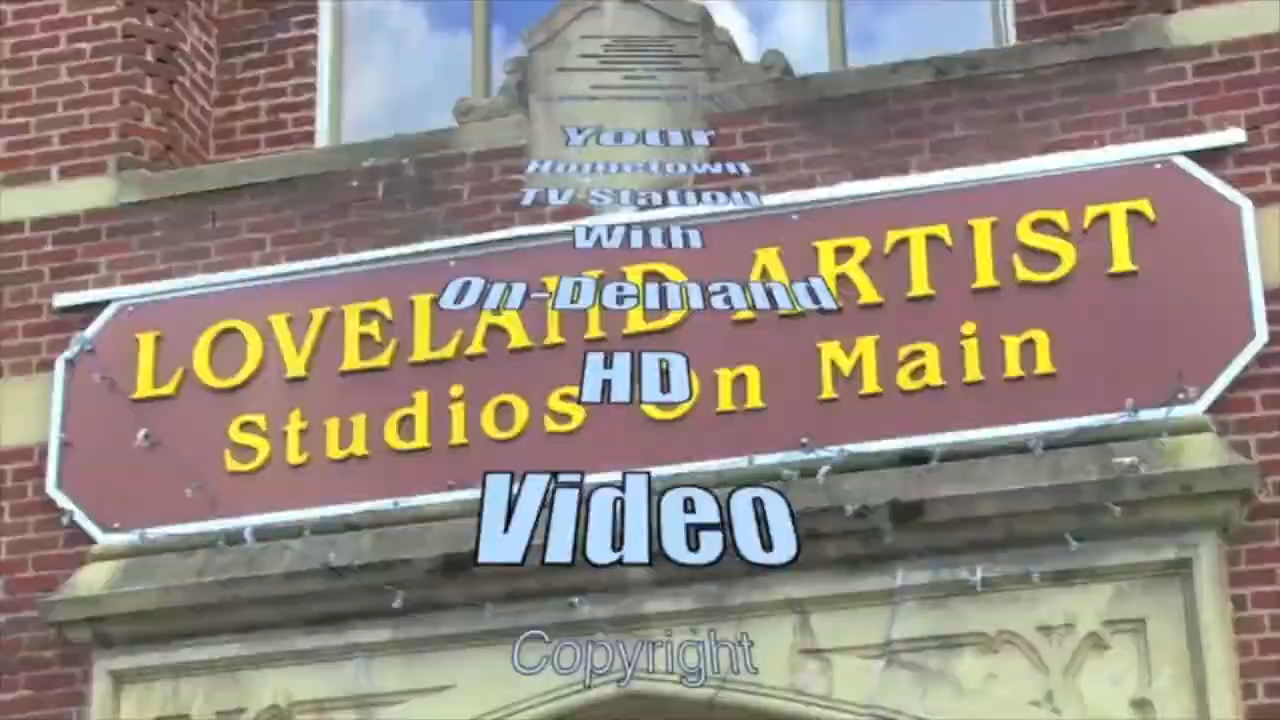 Your
Hometown
TV Station
With
On-Demand
HD
Video
LOVELAND ARTIST
Studios On Main
Copyright